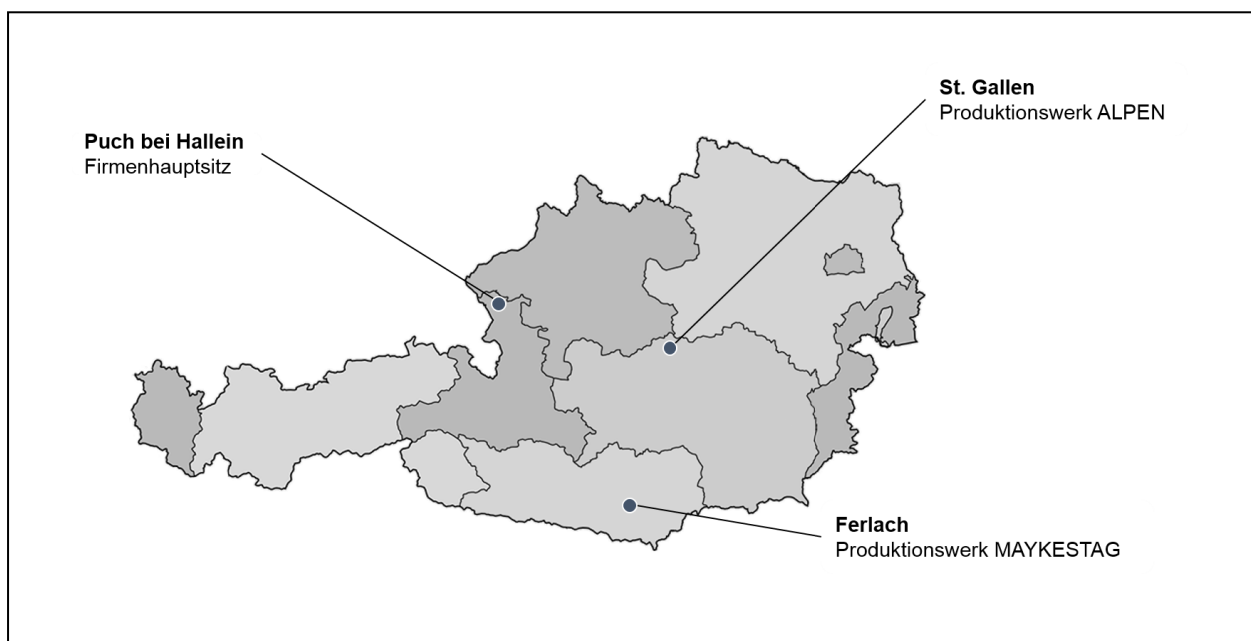 St. Gallen
Produktionswerk ALPEN
Puch bei Hallein
Firmenhauptsitz
Ferlach
Produktionswerk MAYKESTAG